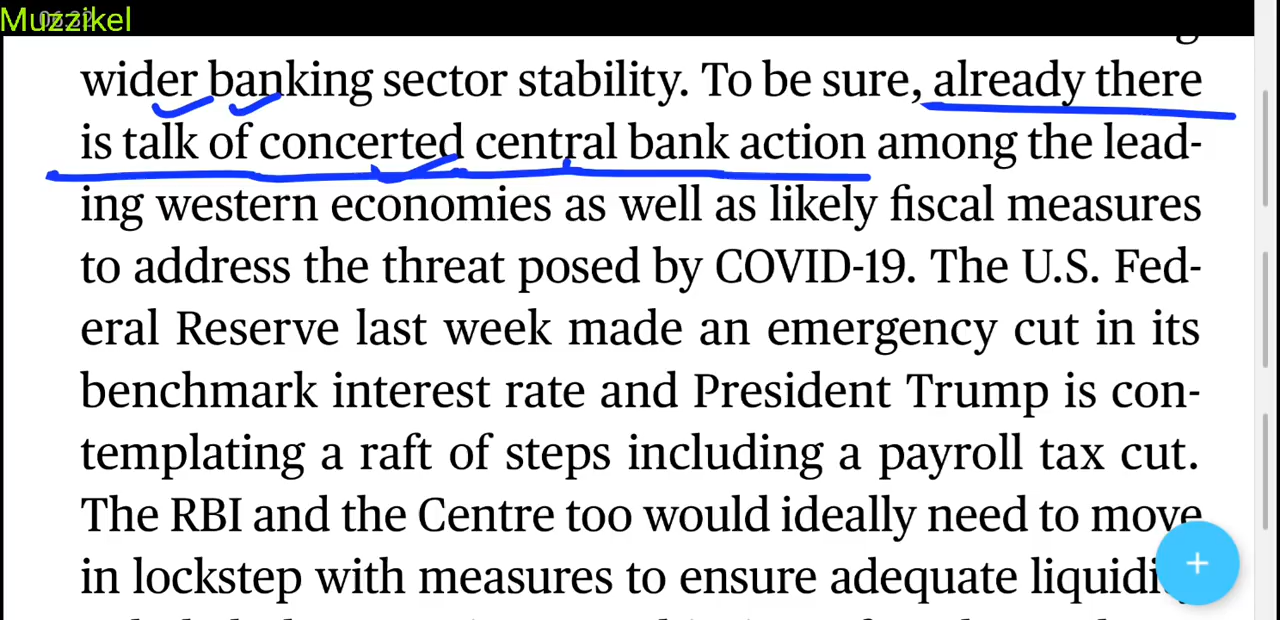 Muzzikel
wider banking sector stability. To be sure, already there
is talk of concerted central bank action among the lead-
ing western economies as well as likely fiscal measures
to address the threat posed by COVID-19. The U.S. Fed-
eral Reserve last week made an emergency cut in its
benchmark interest rate and President Trump is con-
templating a raft of steps including a payroll tax cut.
The RBI and the Centre too would ideally need to move
in lockstep with measures to ensure adequate